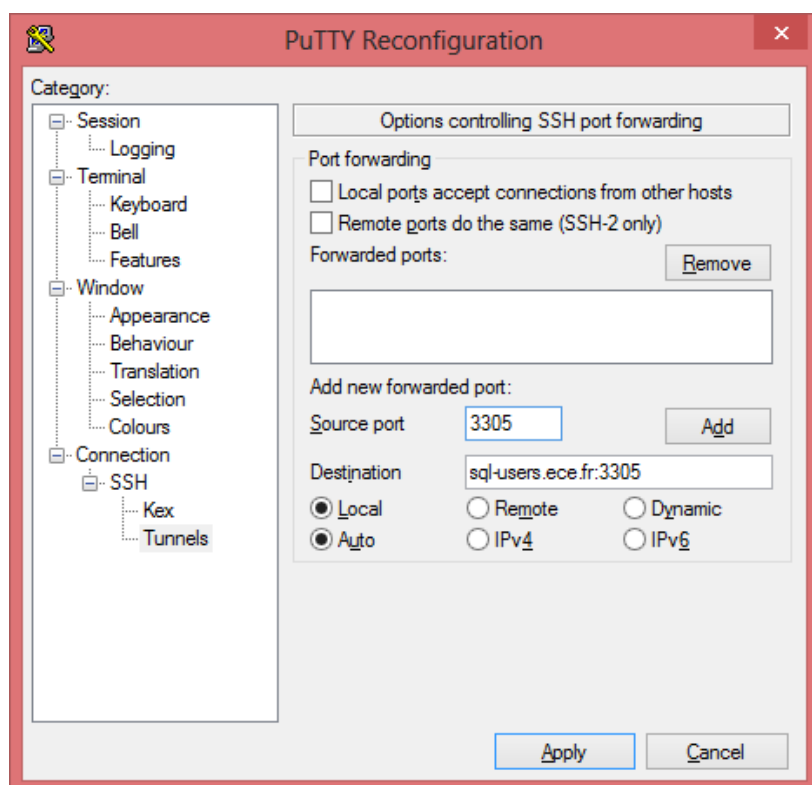 PuTTY Reconfiguration
Category:
Session
Logging
Terminal
Keyboard
Bell
Features
Window
Appearance
Behaviour
Translation
Selection
Colours
Connection
SSH
Kex
Tunnels
Options controlling SSH port forwarding
Port forwarding
Local ports accept connections from other hosts
Remote ports do the same (SSH-2 only)
Forwarded ports: Remove
Add new forwarded port:
Source port 3305 Add
Destination sql-users.ece.fr:3305
Local Remote Dynamic
Auto IPv4 IPv6
Apply Cancel